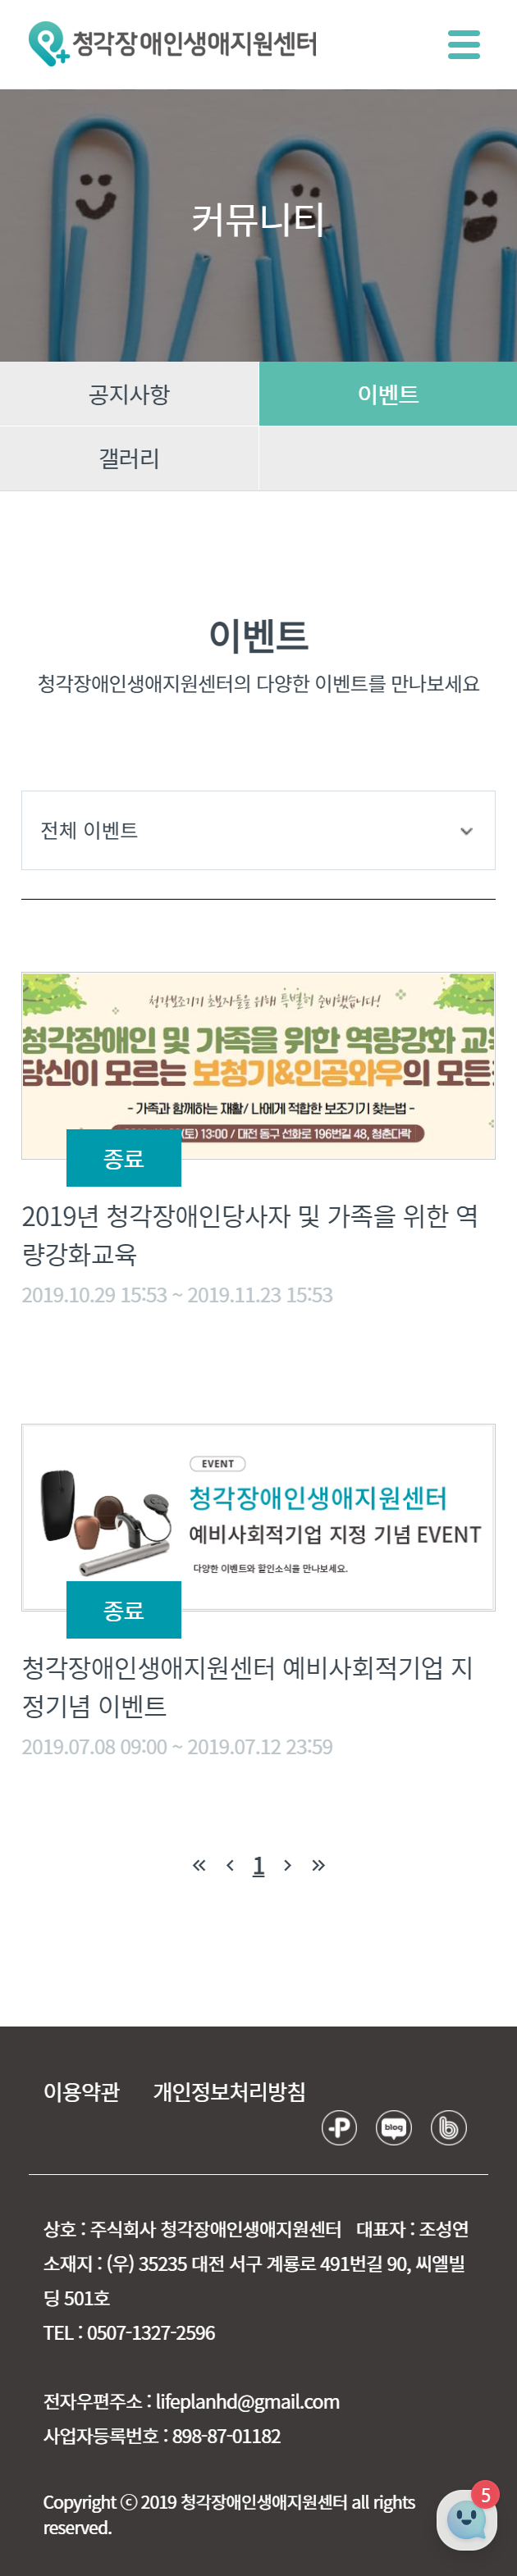 청각장애인생애지원센터
커뮤니티
공지사항
이벤트
갤러리
이벤트
청각장애인생애지원센터의 다양한 이벤트를 만나보세요
전체 이벤트
청각보조기기 초보자들을 위해 특별히 준비했습니다!
청각장애인 및 가족을 위한 역량강화
당신이 모르는 보청기&인공와우의 모든
- 가족과 함께하는 재활/ 나에게 적합한 보조기기 찾는법 -
(토) 13:00 / 대전 동구 선화로 196번길 48, 청춘다락
종료
2019년 청각장애인당사자 및 가족을 위한 역
량강화교육
2019.10.29 15:53 ~ 2019.11.23 15:53
EVENT
청각장애인생애지원센터
예비사회적기업 지정 기념 EVENT
다양한 이벤트와 할인소식을 만나보세요.
종료
청각장애인생애지원센터 예비사회적기업 지
정기념 이벤트
2019.07.08 09:00 ~ 2019.07.12 23:59
« ‹ 1 › »
이용약관 개인정보처리방침
P blog b
상호 : 주식회사 청각장애인생애지원센터 대표자 : 조성연
소재지 : (우) 35235 대전 서구 계룡로 491번길 90, 씨엘빌
딩 501호
TEL : 0507-1327-2596
전자우편주소 : lifeplanhd@gmail.com
사업자등록번호 : 898-87-01182
Copyright ⓒ 2019 청각장애인생애지원센터 all rights
reserved.
5